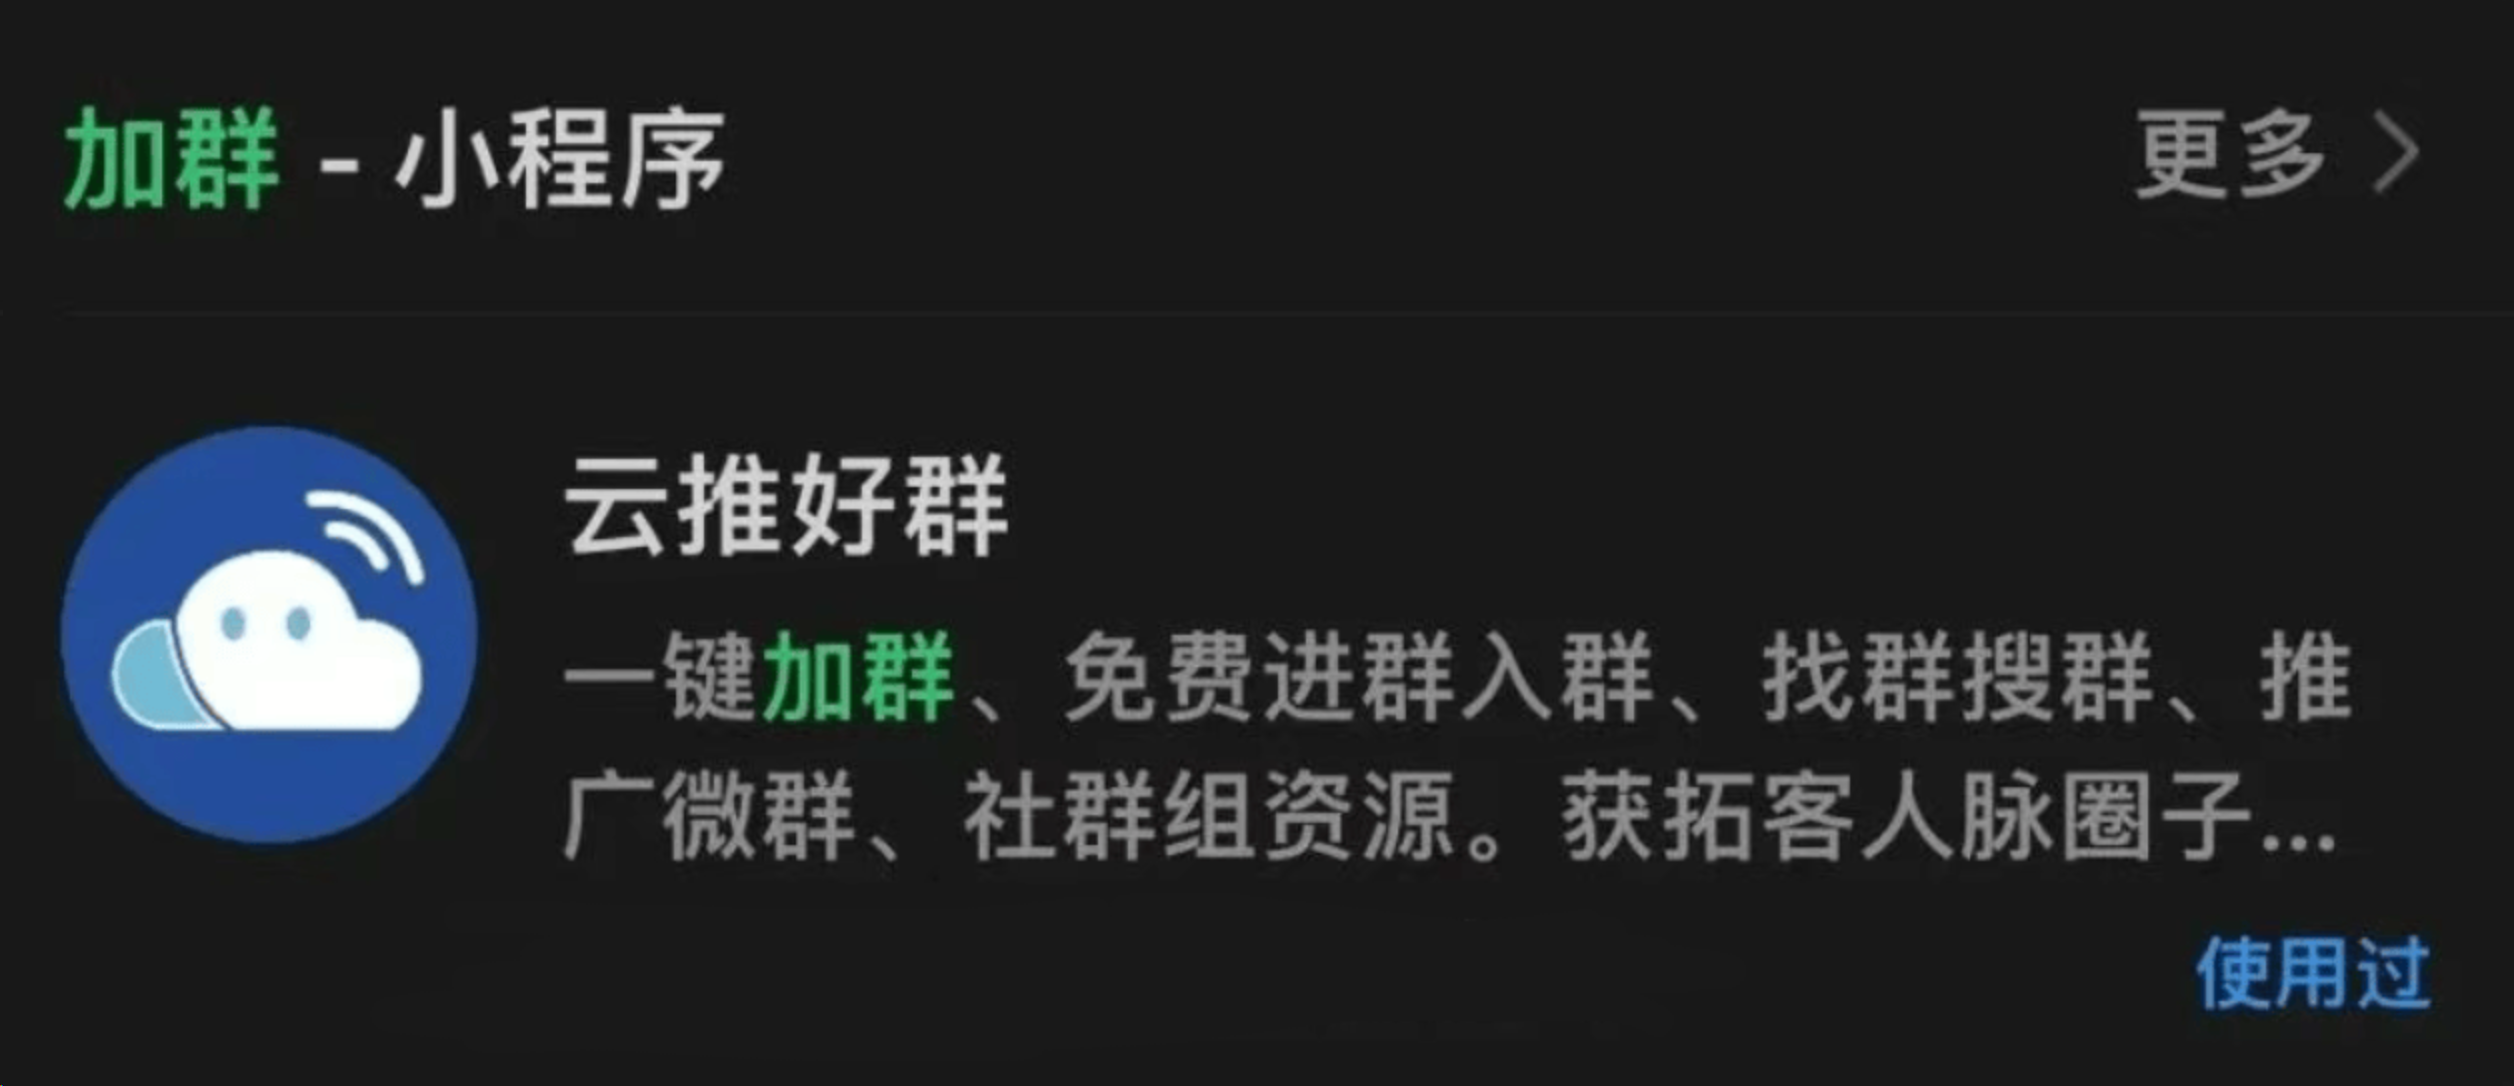 加群 - 小程序
更多
云推好群
一键加群、免费进群入群、找群搜群、推
广微群、社群组资源。获拓客人脉圈子...
使用过